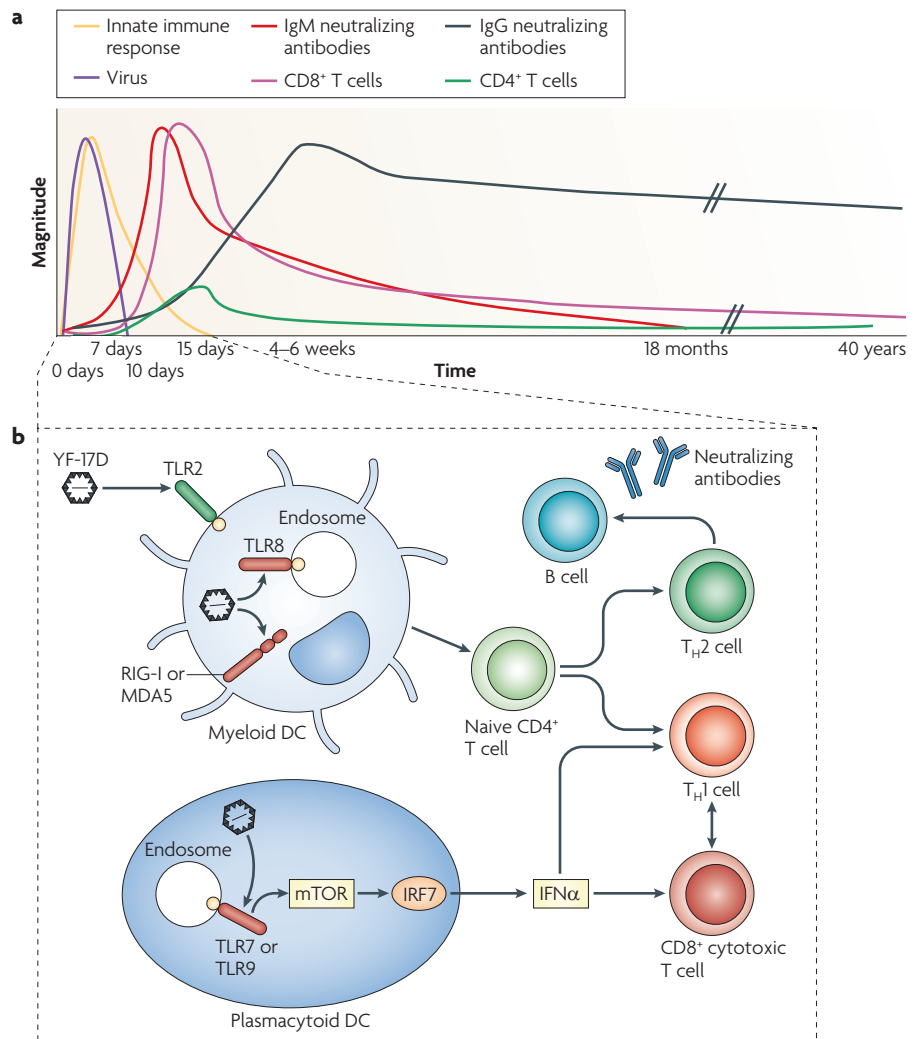 a
Innate immune
response
IgM neutralizing
antibodies
IgG neutralizing
antibodies
Virus
CD8⁺ T cells
CD4⁺ T cells
Magnitude
0 days
7 days
10 days
15 days
4–6 weeks
18 months
40 years
Time
b
YF-17D
TLR2
Endosome
TLR8
RIG-I or
MDA5
Myeloid DC
Neutralizing
antibodies
B cell
T_H2 cell
Naive CD4⁺
T cell
T_H1 cell
Endosome
mTOR
IRF7
IFNα
TLR7 or
TLR9
CD8⁺ cytotoxic
T cell
Plasmacytoid DC